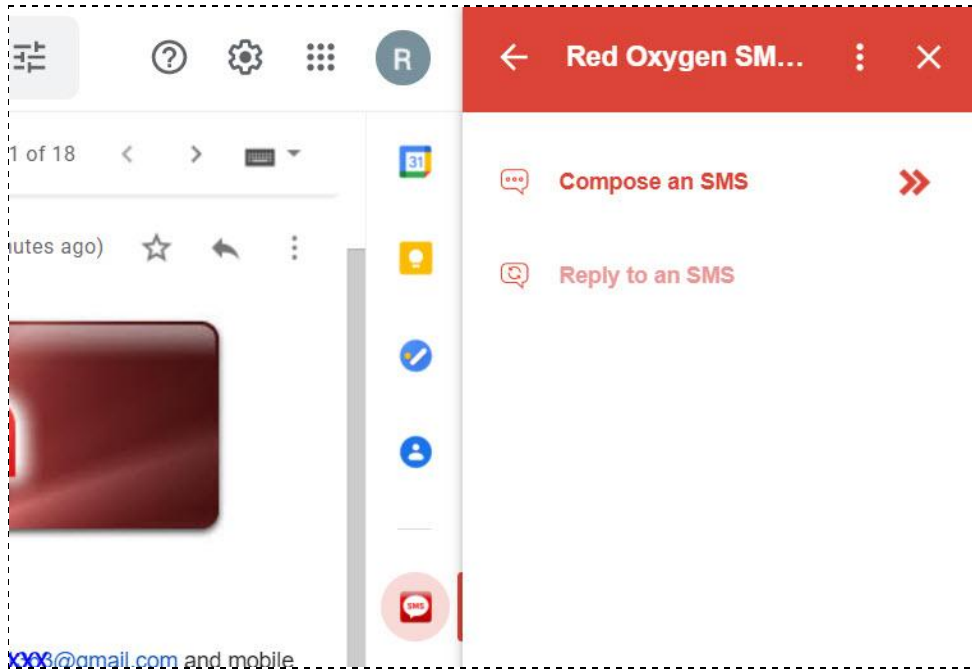 R
Red Oxygen SM...
1 of 18
31
Compose an SMS
utes ago)
Reply to an SMS
SMS
@gmail.com and mobile